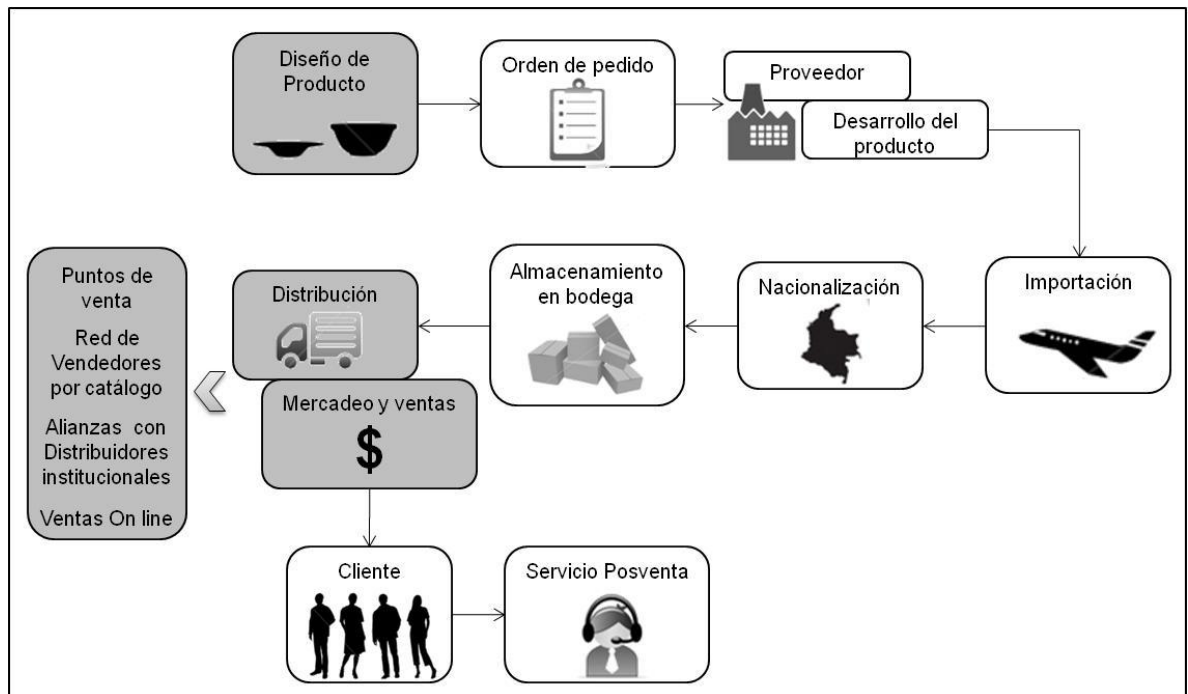 Diseño de
Producto
Orden de pedido
Proveedor
Desarrollo del
producto
Importación
Nacionalización
Almacenamiento
en bodega
Distribución
Mercadeo y ventas
$
Puntos de
venta
Red de
Vendedores
por catálogo
Alianzas con
Distribuidores
institucionales
Ventas On line
Cliente
Servicio Posventa